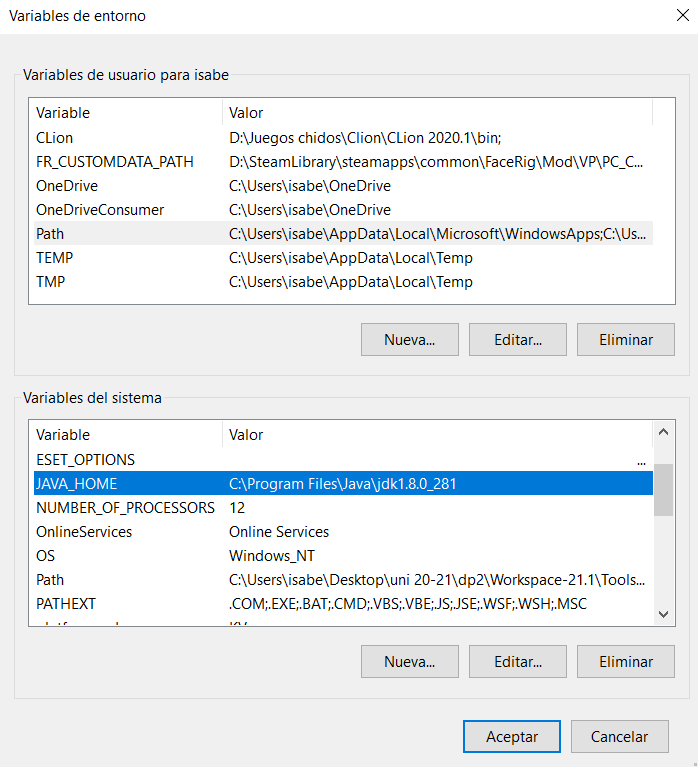 Variables de entorno
Variables de usuario para isabe
Variable Valor
CLion D:\Juegos chidos\Clion\CLion 2020.1\bin;
FR_CUSTOMDATA_PATH D:\SteamLibrary\steamapps\common\FaceRig\Mod\VP\PC_C...
OneDrive C:\Users\isabe\OneDrive
OneDriveConsumer C:\Users\isabe\OneDrive
Path C:\Users\isabe\AppData\Local\Microsoft\WindowsApps;C:\Us...
TEMP C:\Users\isabe\AppData\Local\Temp
TMP C:\Users\isabe\AppData\Local\Temp
Nueva... Editar... Eliminar
Variables del sistema
Variable Valor
ESET_OPTIONS ...
JAVA_HOME C:\Program Files\Java\jdk1.8.0_281
NUMBER_OF_PROCESSORS 12
OnlineServices Online Services
OS Windows_NT
Path C:\Users\isabe\Desktop\uni 20-21\dp2\Workspace-21.1\Tools...
PATHEXT .COM;.EXE;.BAT;.CMD;.VBS;.VBE;.JS;.JSE;.WSF;.WSH;.MSC
Nueva... Editar... Eliminar
Aceptar Cancelar